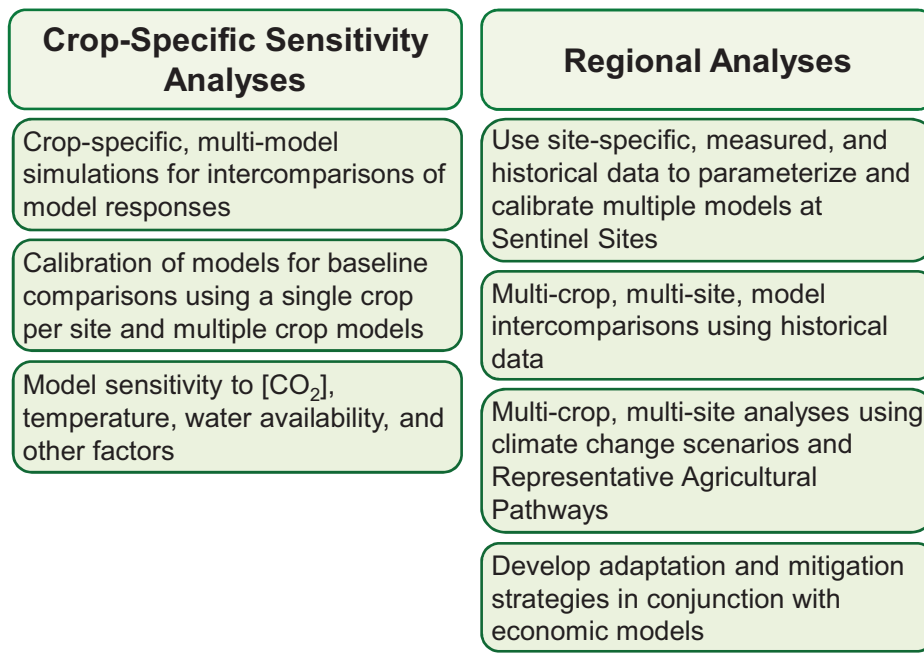 Crop-Specific Sensitivity
Analyses
Crop-specific, multi-model
simulations for intercomparisons of
model responses
Calibration of models for baseline
comparisons using a single crop
per site and multiple crop models
Model sensitivity to [CO₂],
temperature, water availability, and
other factors
Regional Analyses
Use site-specific, measured, and
historical data to parameterize and
calibrate multiple models at
Sentinel Sites
Multi-crop, multi-site, model
intercomparisons using historical
data
Multi-crop, multi-site analyses using
climate change scenarios and
Representative Agricultural
Pathways
Develop adaptation and mitigation
strategies in conjunction with
economic models